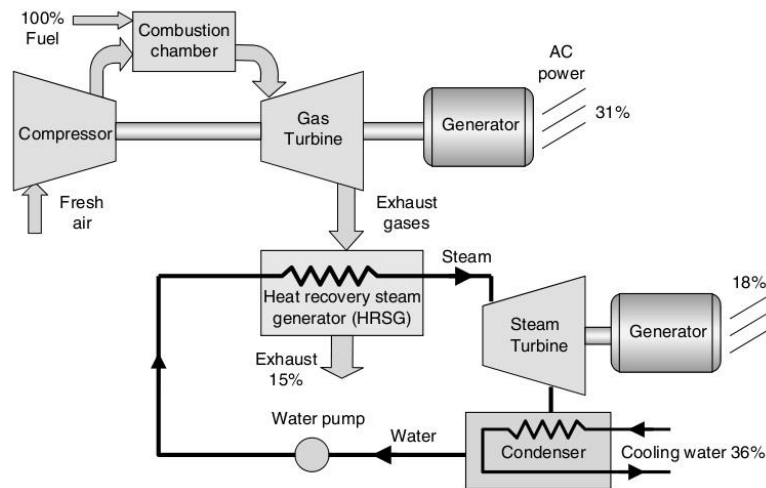 100%
Fuel
Combustion
chamber
AC
power
31%
Compressor
Gas
Turbine
Generator
Fresh
air
Exhaust
gases
Steam
Heat recovery steam
generator (HRSG)
18%
Steam
Turbine
Generator
Exhaust
15%
Water pump
Water
Condenser
Cooling water 36%